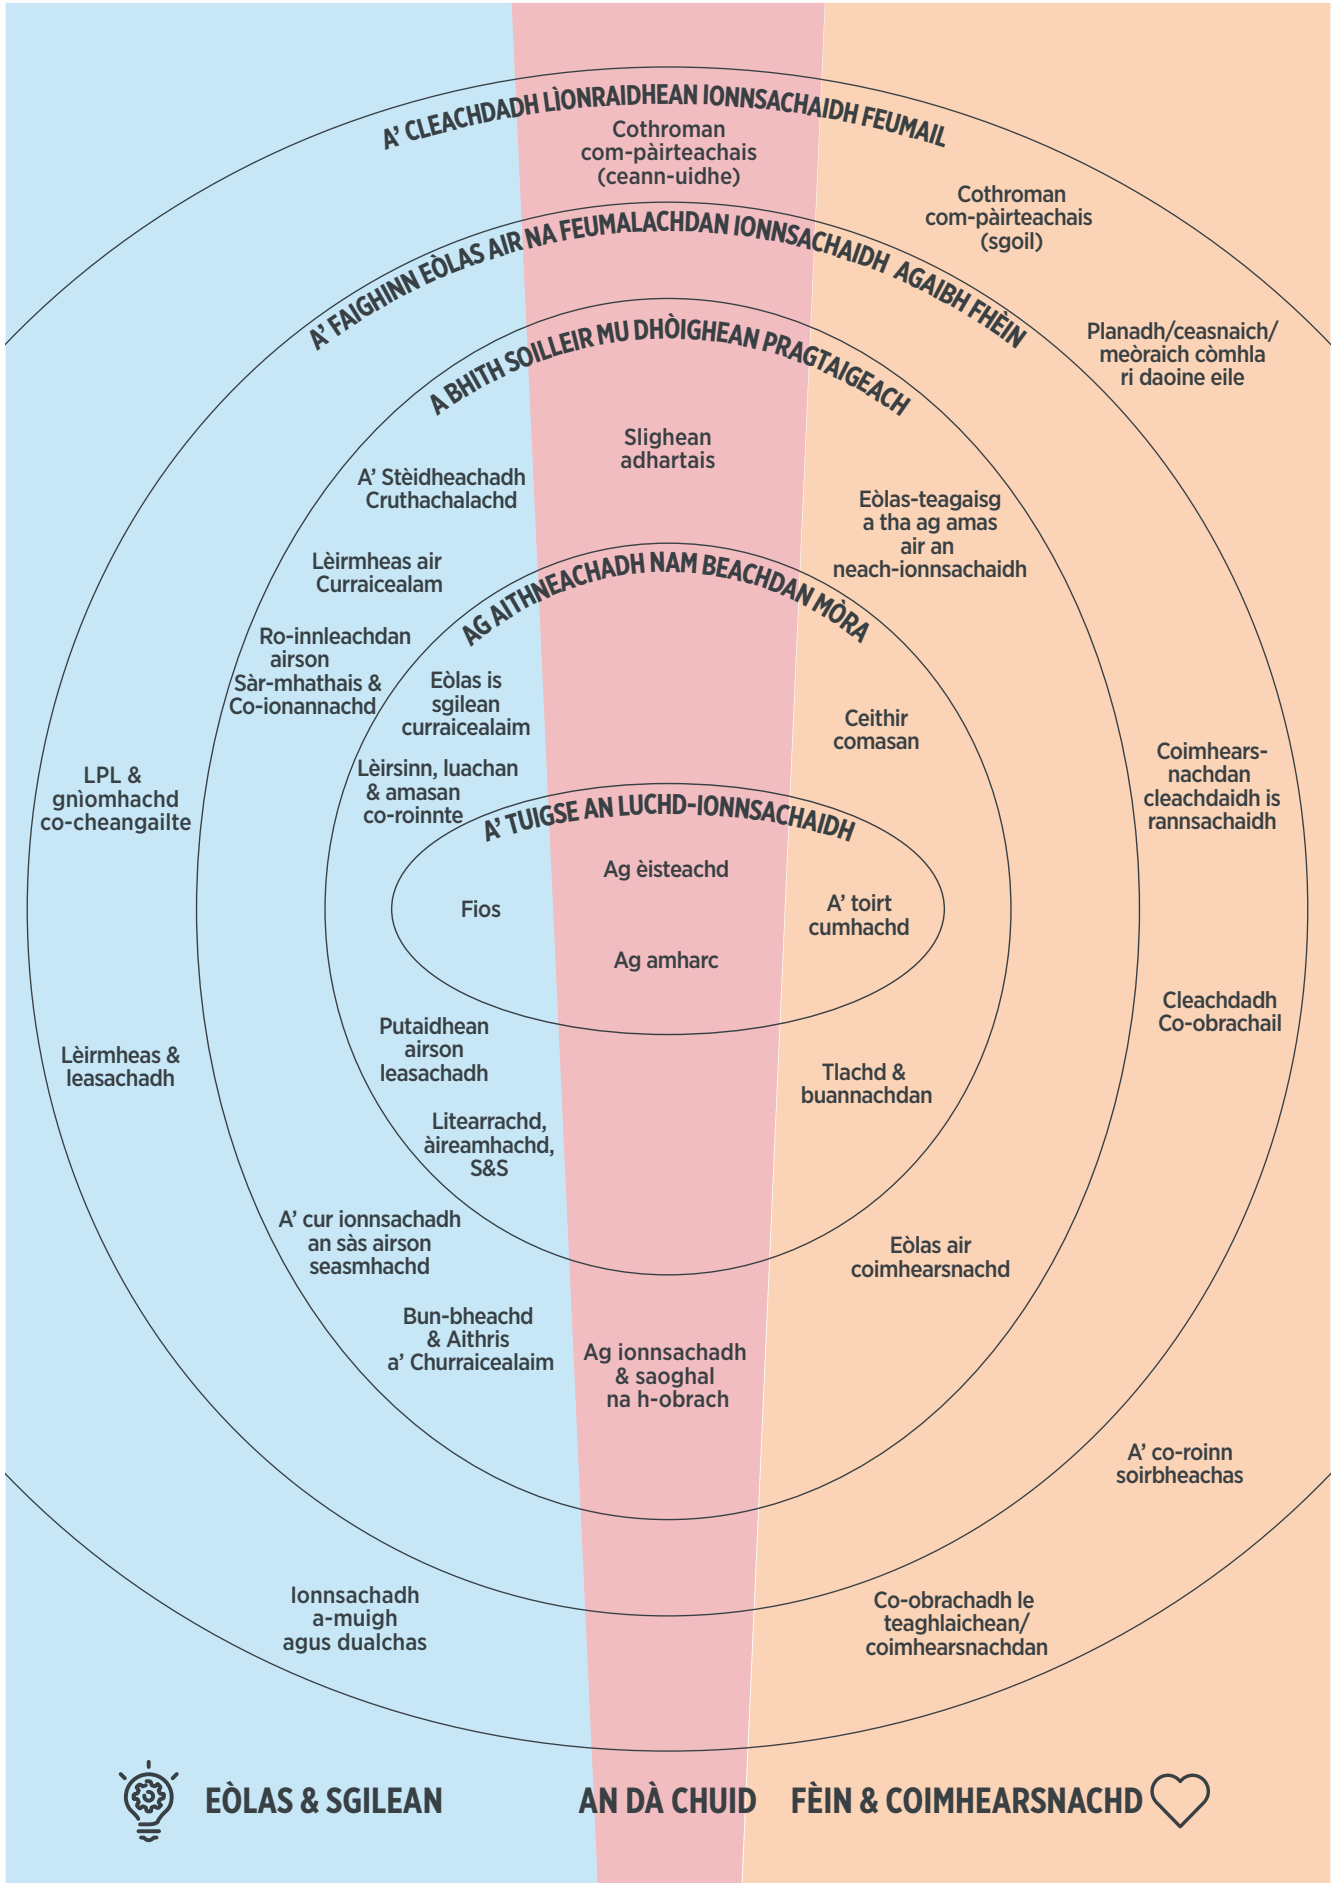 A’ CLEACHDADH LÌONRAIDHEAN IONNSACHAIDH FEUMAIL
Cothroman
com-pàirteachais
(ceann-uidhe)
Cothroman
com-pàirteachais
(sgoil)
A’ FAIGHINN EÒLAS AIR NA FEUMALACHDAN IONNSACHAIDH AGAIBH FHÈIN
Planadh/ceasnaich/
meòraich còmhla
ri daoine eile
A BHITH SOILLEIR MU DHÒIGHEAN PRAGTAIGEACH
Slighean
adhartais
A’ Stèidheachadh
Cruthachalachd
Eòlas-teagaisg
a tha ag amas
air an
neach-ionnsachaidh
Lèirmheas air
Curraicealam
AG AITHNEACHADH NAM BEACHDAN MÒRA
Ro-innleachdan
airson
Sàr-mhathais &
Co-ionannachd
Eòlas is
sgilean
curraicealaim
Ceithir
comasan
LPL &
gnìomhachd
co-cheangailte
Lèirsinn, luachan
& amasan
co-roinnte
Coimhears-
nachdan
cleachdaidh is
rannsachaidh
A’ TUIGSE AN LUCHD-IONNSACHAIDH
Ag èisteachd
Fios
A’ toirt
cumhachd
Ag amharc
Cleachdadh
Co-obrachail
Putaidhean
airson
leasachadh
Lèirmheas &
leasachadh
Tlachd &
buannachdan
Litearrachd,
àireamhachd,
S&S
A’ cur ionnsachadh
an sàs airson
seasmhachd
Eòlas air
coimhearsnachd
Bun-bheachd
& Aithris
a’ Churraicealaim
Ag ionnsachadh
& saoghal
na h-obrach
A’ co-roinn
soirbheachas
Ionnsachadh
a-muigh
agus dualchas
Co-obrachadh le
teaghlaichean/
coimhearsnachdan
EÒLAS & SGILEAN
AN DÀ CHUID
FÈIN & COIMHEARSNACHD